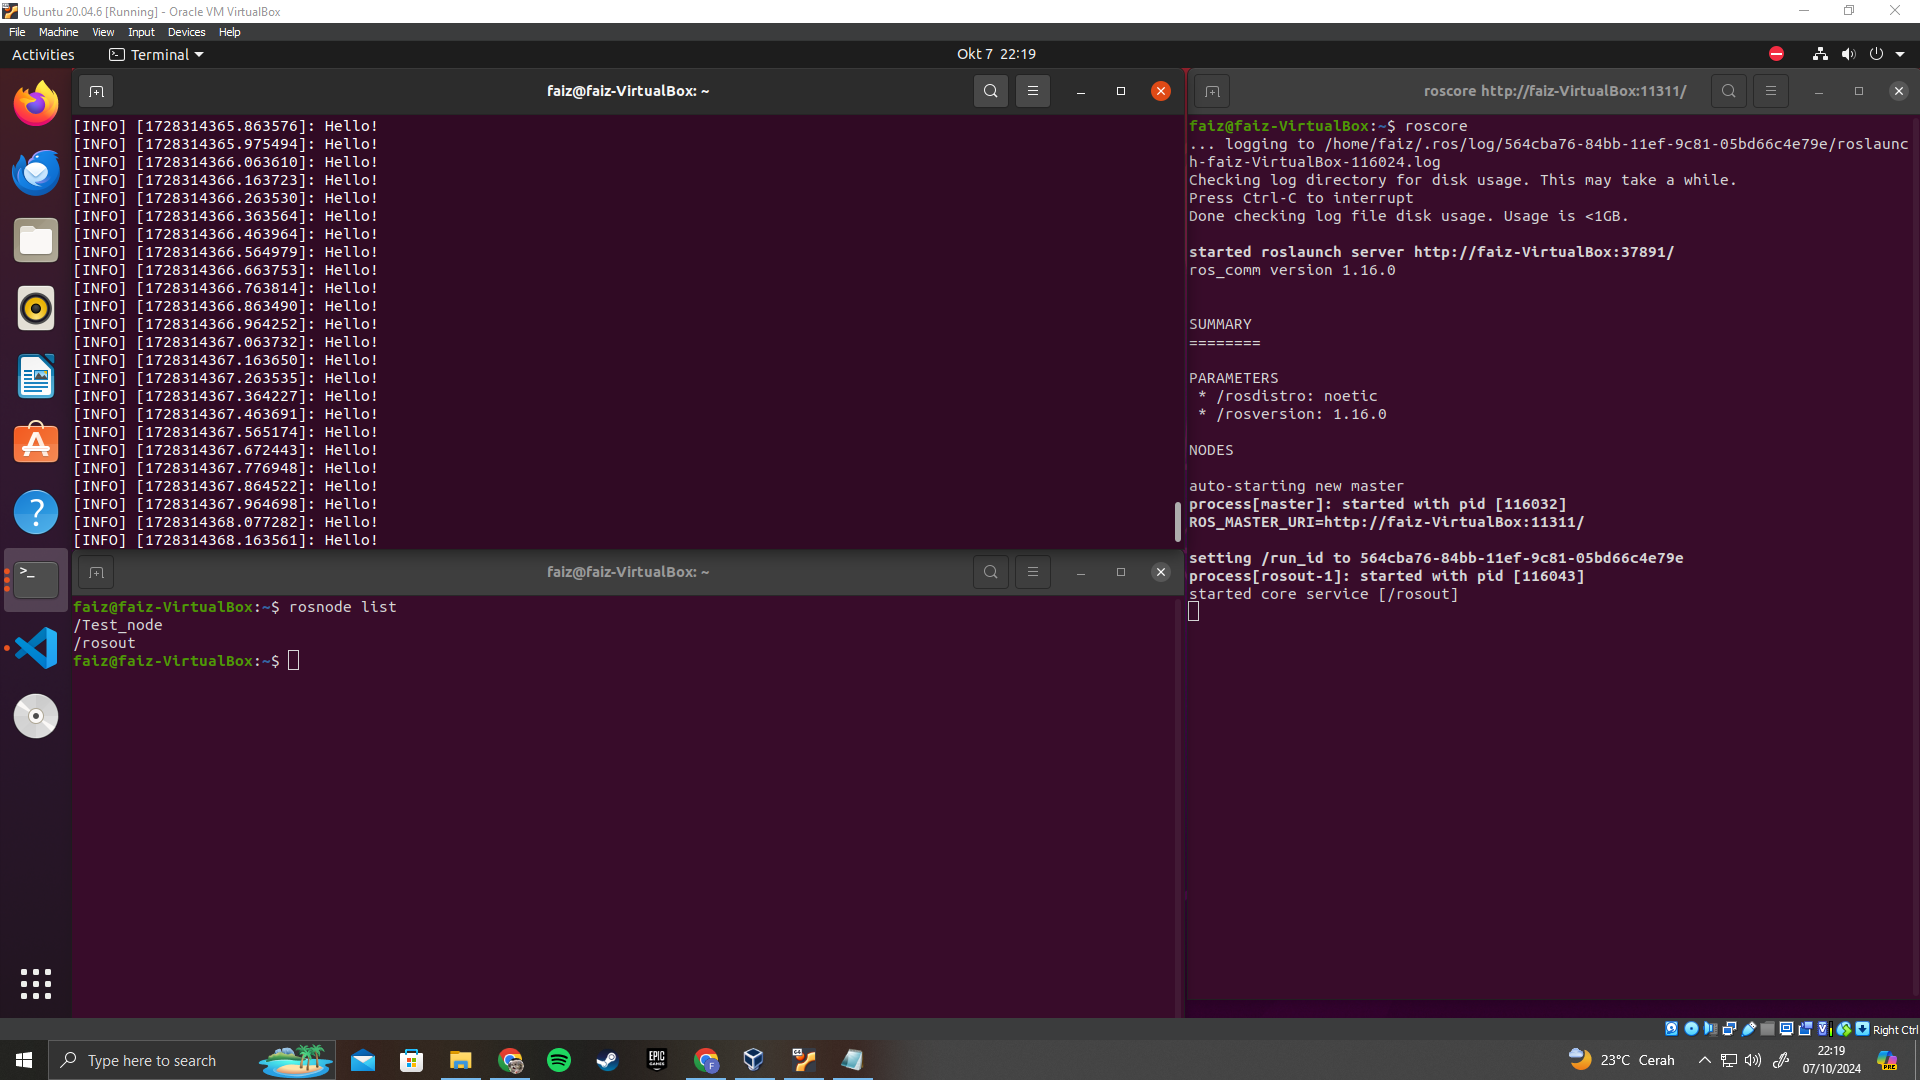 Ubuntu 20.04.6 [Running] - Oracle VM VirtualBox
File Machine View Input Devices Help
Activities Terminal Okt 7 22:19
faiz@faiz-VirtualBox: ~
[INFO] [1728314365.863576]: Hello!
[INFO] [1728314365.975494]: Hello!
[INFO] [1728314366.063610]: Hello!
[INFO] [1728314366.163723]: Hello!
[INFO] [1728314366.263530]: Hello!
[INFO] [1728314366.363564]: Hello!
[INFO] [1728314366.463964]: Hello!
[INFO] [1728314366.564979]: Hello!
[INFO] [1728314366.663753]: Hello!
[INFO] [1728314366.763814]: Hello!
[INFO] [1728314366.863490]: Hello!
[INFO] [1728314366.964252]: Hello!
[INFO] [1728314367.063732]: Hello!
[INFO] [1728314367.163650]: Hello!
[INFO] [1728314367.263535]: Hello!
[INFO] [1728314367.364227]: Hello!
[INFO] [1728314367.463691]: Hello!
[INFO] [1728314367.565174]: Hello!
[INFO] [1728314367.672443]: Hello!
[INFO] [1728314367.776948]: Hello!
[INFO] [1728314367.864522]: Hello!
[INFO] [1728314367.964698]: Hello!
[INFO] [1728314368.077282]: Hello!
[INFO] [1728314368.163561]: Hello!
faiz@faiz-VirtualBox: ~
faiz@faiz-VirtualBox:~$ rosnode list
/Test_node
/rosout
faiz@faiz-VirtualBox:~$
roscore http://faiz-VirtualBox:11311/
faiz@faiz-VirtualBox:~$ roscore
... logging to /home/faiz/.ros/log/564cba76-84bb-11ef-9c81-05bd66c4e79e/roslaunc
h-faiz-VirtualBox-116024.log
Checking log directory for disk usage. This may take a while.
Press Ctrl-C to interrupt
Done checking log file disk usage. Usage is <1GB.
started roslaunch server http://faiz-VirtualBox:37891/
ros_comm version 1.16.0
SUMMARY
========
PARAMETERS
* /rosdistro: noetic
* /rosversion: 1.16.0
NODES
auto-starting new master
process[master]: started with pid [116032]
ROS_MASTER_URI=http://faiz-VirtualBox:11311/
setting /run_id to 564cba76-84bb-11ef-9c81-05bd66c4e79e
process[rosout-1]: started with pid [116043]
started core service [/rosout]
Right Ctrl
Type here to search
EPIC GAMES
F
23°C Cerah
22:19
07/10/2024
PRE